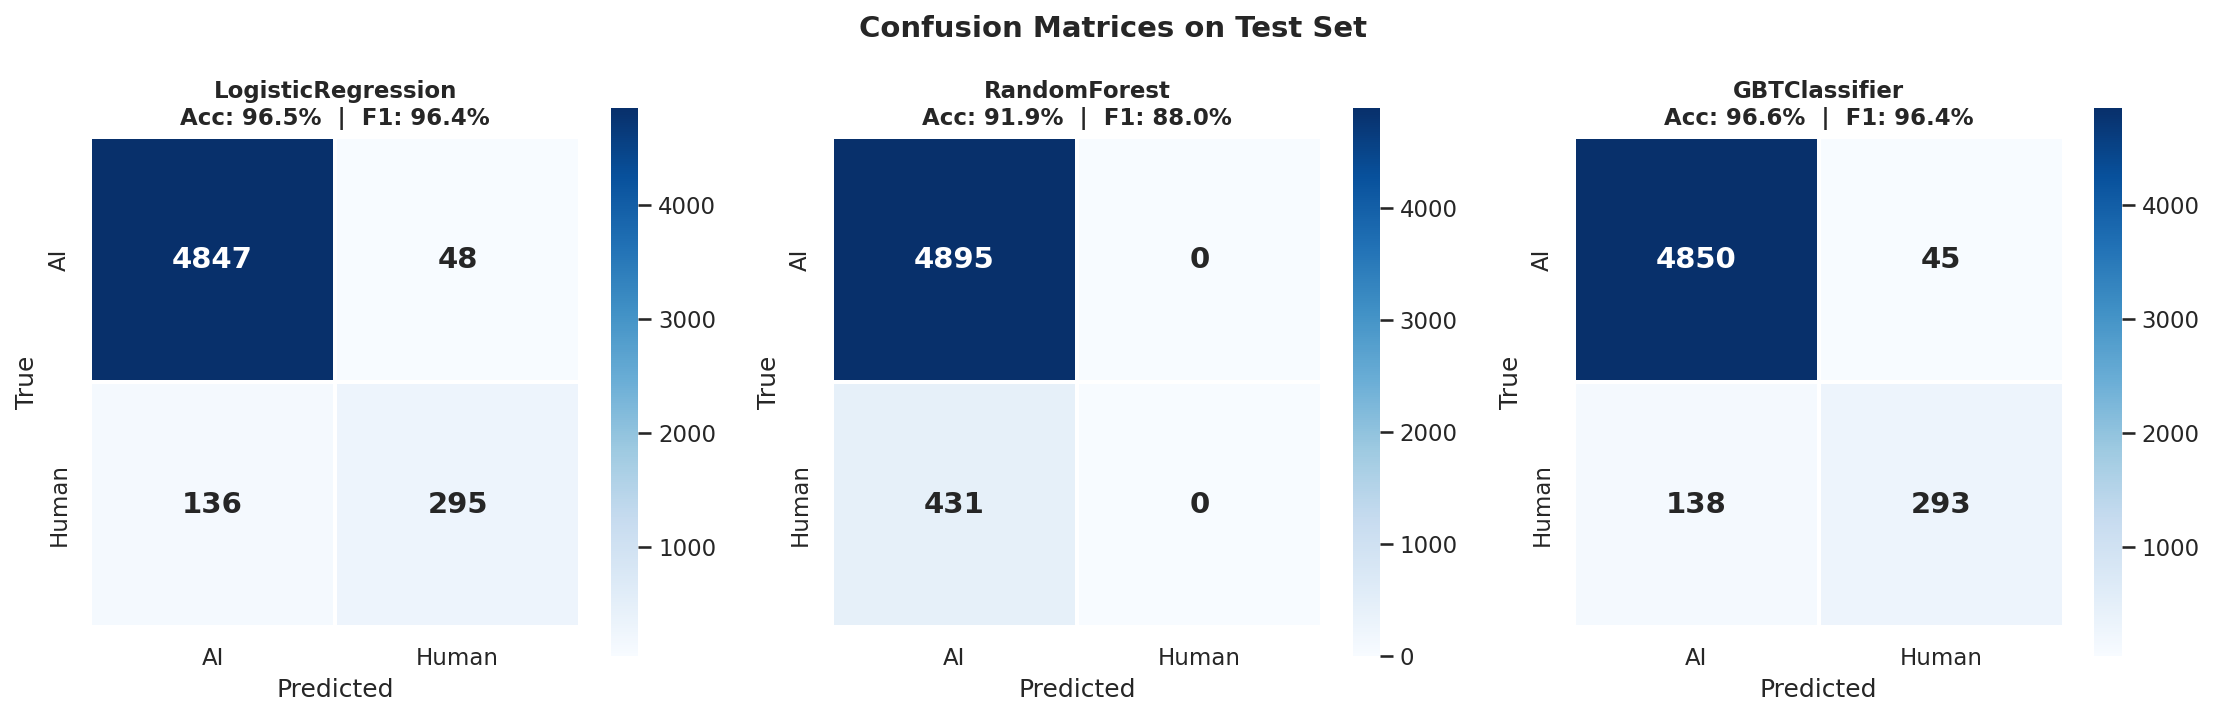 Confusion Matrices on Test Set
LogisticRegression
Acc: 96.5%  |  F1: 96.4%
AI
Human
True
4847
48
136
295
AI
Human
Predicted
4000
3000
2000
1000
RandomForest
Acc: 91.9%  |  F1: 88.0%
AI
Human
True
4895
0
431
0
AI
Human
Predicted
4000
3000
2000
1000
0
GBTClassifier
Acc: 96.6%  |  F1: 96.4%
AI
Human
True
4850
45
138
293
AI
Human
Predicted
4000
3000
2000
1000